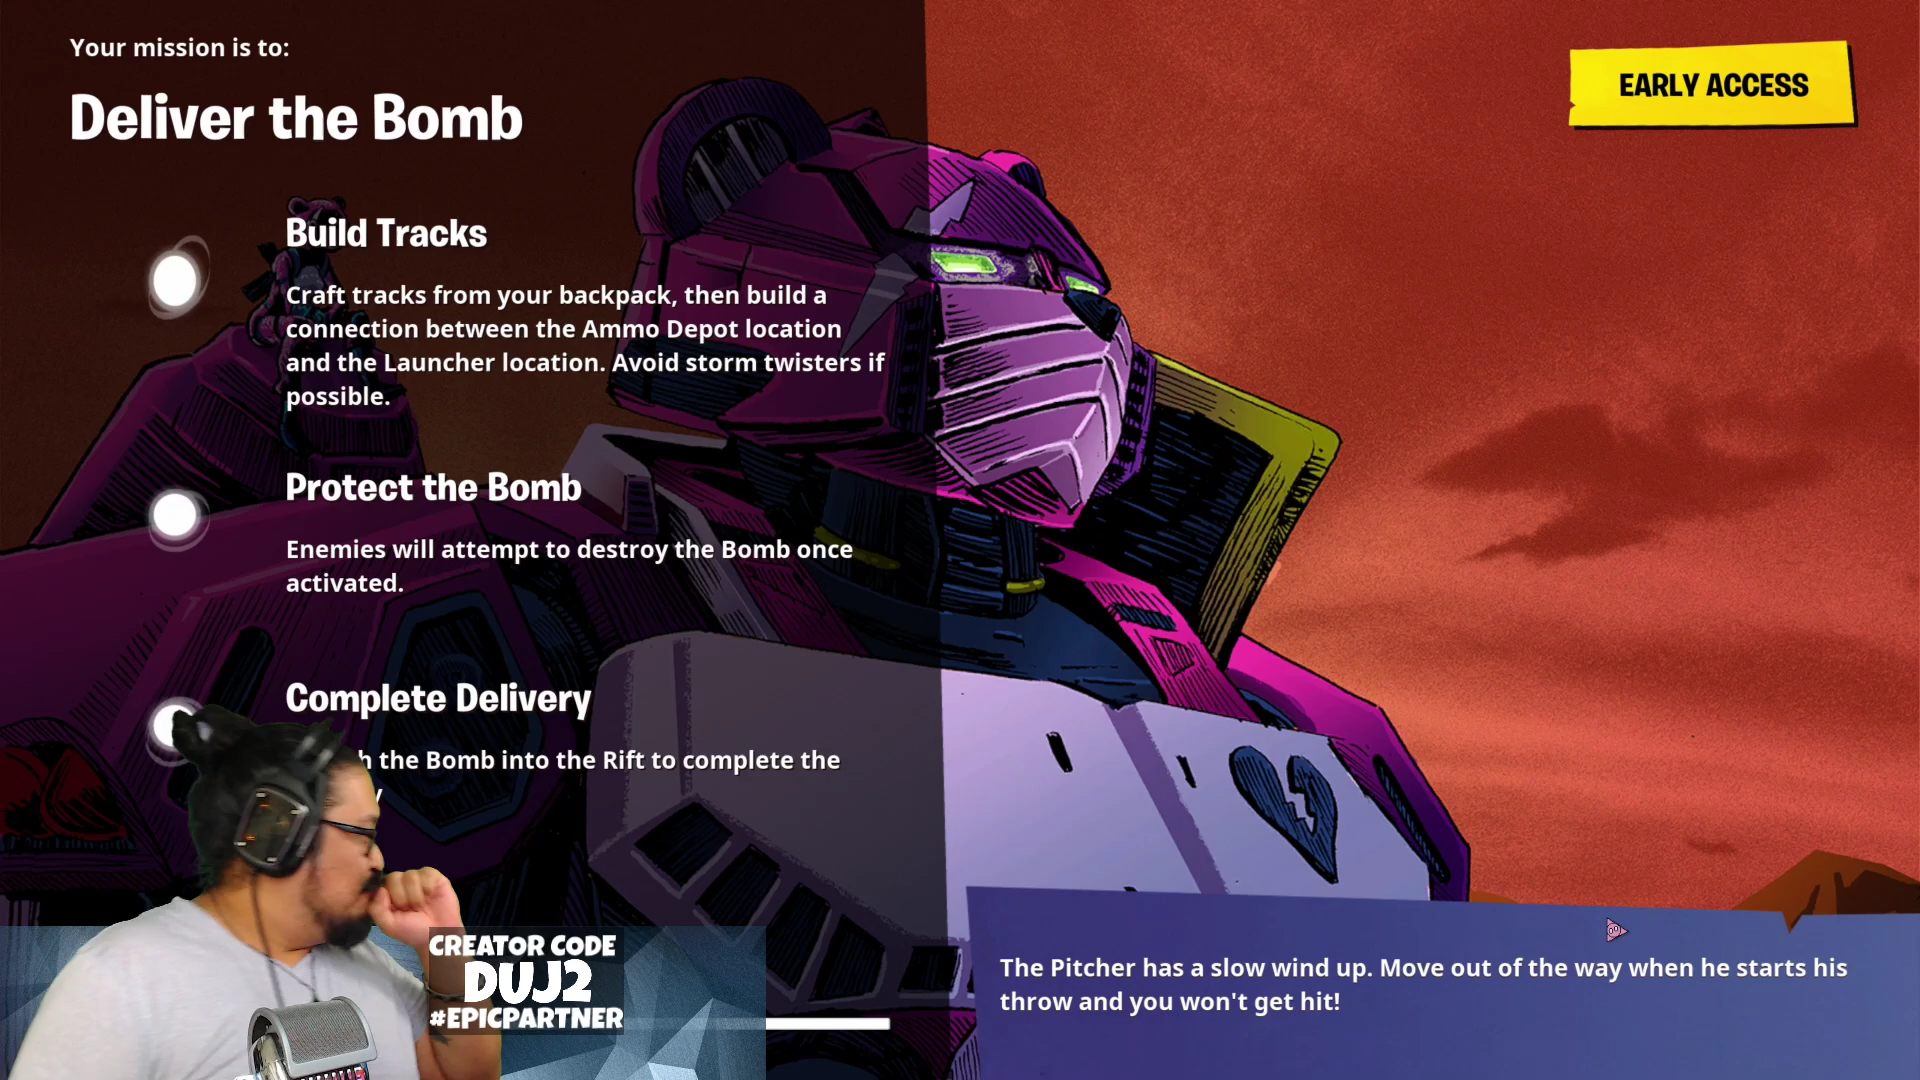 Your mission is to:
Deliver the Bomb
EARLY ACCESS
Build Tracks
Craft tracks from your backpack, then build a
connection between the Ammo Depot location
and the Launcher location. Avoid storm twisters if
possible.
Protect the Bomb
Enemies will attempt to destroy the Bomb once
activated.
Complete Delivery
the Bomb into the Rift to complete the
CREATOR CODE
DUJ2
#EPICPARTNER
The Pitcher has a slow wind up. Move out of the way when he starts his
throw and you won't get hit!